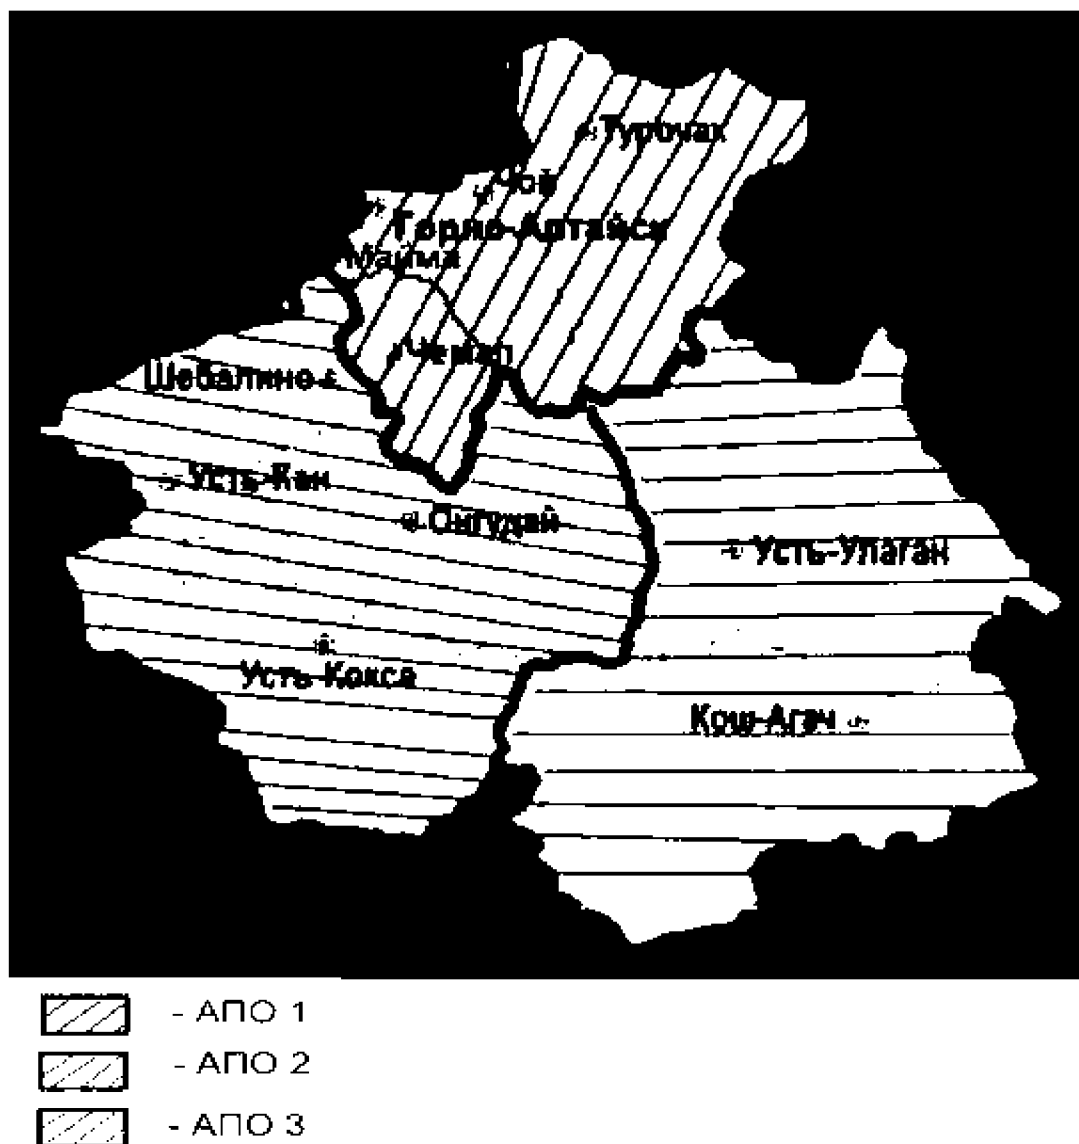 Турочак
Чоя
Горно-Алтайск
Майма
Чемал
Шебалино
Усть-Кан
Онгудай
Усть-Улаган
Усть-Кокса
Кош-Агач
- АПО 1
- АПО 2
- АПО 3